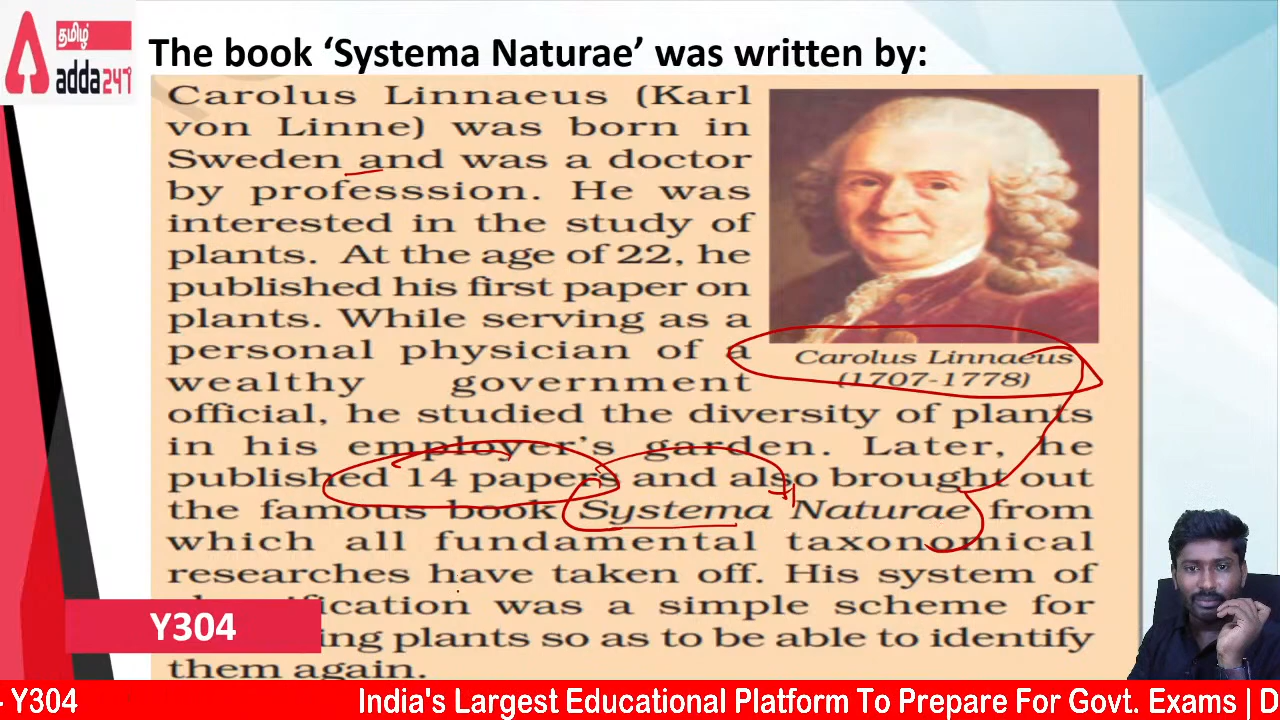 தமிழ்
adda247
The book ‘Systema Naturae’ was written by:
Carolus Linnaeus (Karl
von Linne) was born in
Sweden and was a doctor
by professsion. He was
interested in the study of
plants. At the age of 22, he
published his first paper on
plants. While serving as a
personal physician of a
wealthy government
official, he studied the diversity of plants
in his employer’s garden. Later, he
published 14 papers and also brought out
the famous book Systema Naturae from
which all fundamental taxonomical
researches have taken off. His system of
was a simple scheme for
plants so as to be able to identify
them again.
Carolus Linnaeus
(1707-1778)
Y304
- Y304
India's Largest Educational Platform To Prepare For Govt. Exams | D